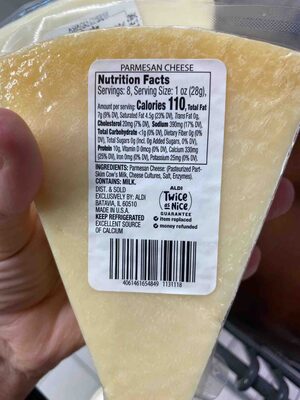 PARMESAN CHEESE
Nutrition Facts
Servings: 8, Serving Size: 1 oz (28g),
Amount per serving: Calories 110, Total Fat
7g (9% DV), Saturated Fat 4.5g (23% DV), Trans Fat 0g,
Cholesterol 20mg (7% DV), Sodium 390mg (17% DV),
Total Carbohydrate <1g (0% DV), Dietary Fiber 0g (0%
DV), Total Sugars 0g (Incl. 0g Added Sugars, 0% DV),
Protein 10g, Vitamin D 0mcg (0% DV), Calcium 330mg
(25% DV), Iron 0mg (0% DV), Potassium 25mg (0% DV).
INGREDIENTS: Parmesan Cheese: (Pasteurized Part-
Skim Cow's Milk, Cheese Cultures, Salt, Enzymes).
CONTAINS: MILK.
DIST. & SOLD
EXCLUSIVELY BY: ALDI
BATAVIA, IL 60510
MADE IN U.S.A.
KEEP REFRIGERATED
EXCELLENT SOURCE
OF CALCIUM
ALDI
Twice
as
Nice
GUARANTEE
item replaced
money refunded
4061461654849 1131118